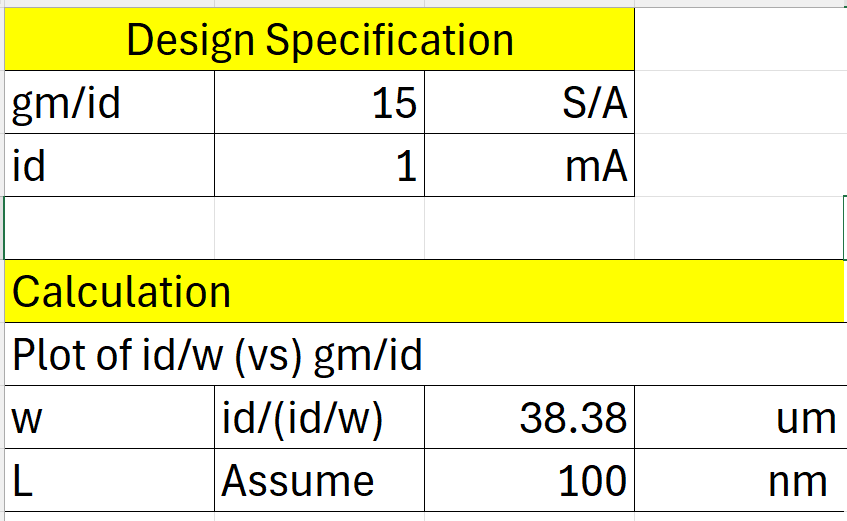 Design Specification
gm/id 15 S/A
id 1 mA
Calculation
Plot of id/w (vs) gm/id
w id/(id/w) 38.38 um
L Assume 100 nm